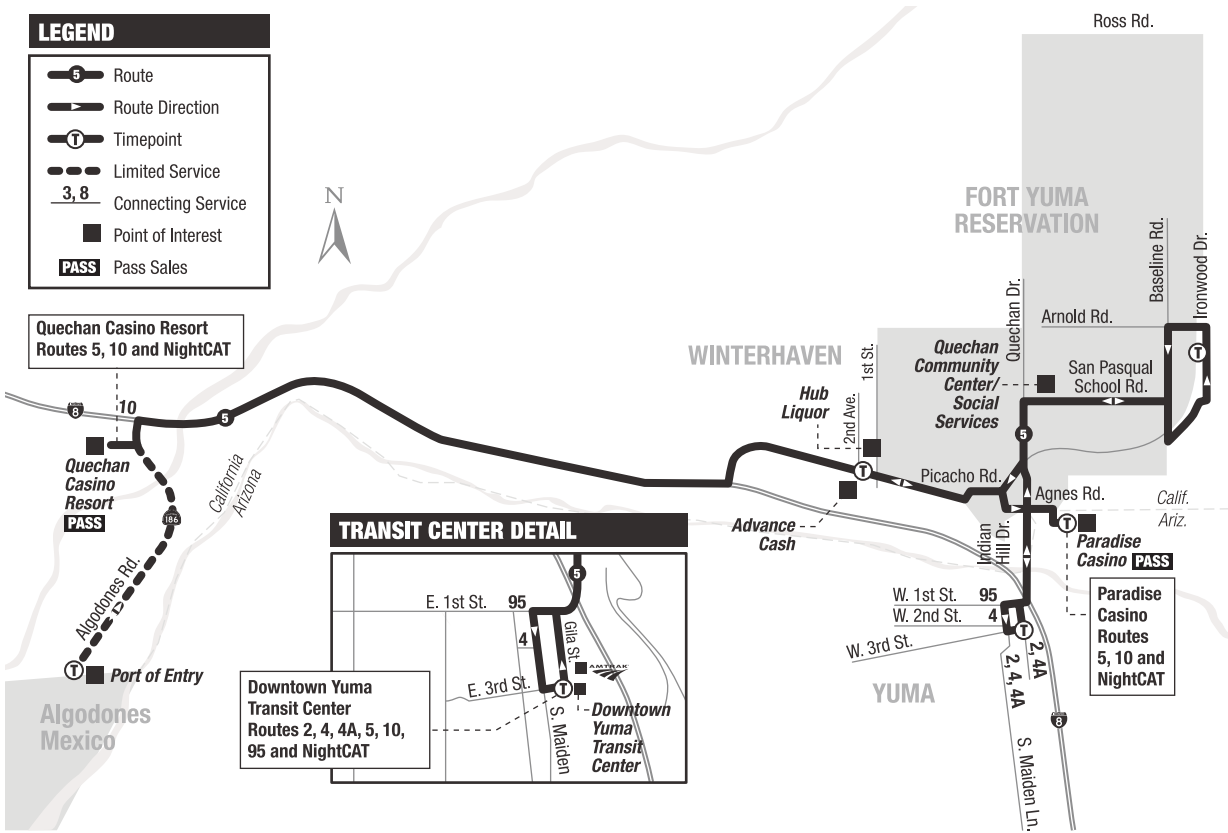 LEGEND
5
Route
Route Direction
T
Timepoint
Limited Service
3, 8
Connecting Service
Point of Interest
PASS
Pass Sales
N
Ross Rd.
FORT YUMA
RESERVATION
Baseline Rd.
Ironwood Dr.
Quechan Dr.
Arnold Rd.
T
San Pasqual
School Rd.
Quechan
Community
Center/
Social
Services
WINTERHAVEN
1st St.
2nd Ave.
Hub
Liquor
T
5
Picacho Rd.
Agnes Rd.
Calif.
Ariz.
Advance
Cash
Indian
Hill Dr.
T
Paradise
Casino PASS
Paradise
Casino
Routes
5, 10 and
NightCAT
Quechan Casino Resort
Routes 5, 10 and NightCAT
8
10
5
Quechan
Casino
Resort
PASS
California
Arizona
186
Algodones Rd.
T
Port of Entry
Algodones
Mexico
W. 1st St.
95
W. 2nd St.
4
W. 3rd St.
T
2, 4A
2, 4, 4A
YUMA
8
S. Maiden Ln.
TRANSIT CENTER DETAIL
5
E. 1st St.
95
4
Gila St.
AMTRAK
E. 3rd St.
T
S. Maiden
Downtown
Yuma
Transit
Center
Downtown Yuma
Transit Center
Routes 2, 4, 4A, 5, 10,
95 and NightCAT